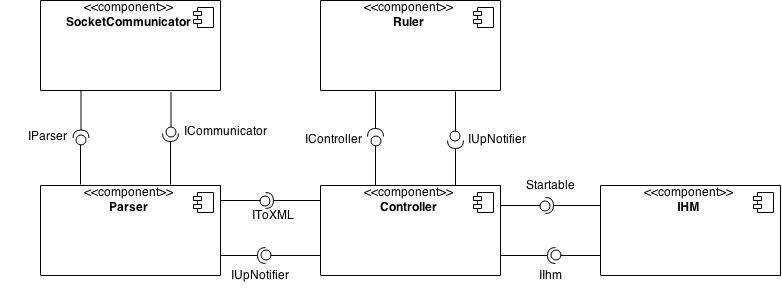 <<component>>
SocketCommunicator
<<component>>
Ruler
IParser
ICommunicator
IController
IUpNotifier
<<component>>
Parser
IToXML
IUpNotifier
<<component>>
Controller
Startable
IIhm
<<component>>
IHM